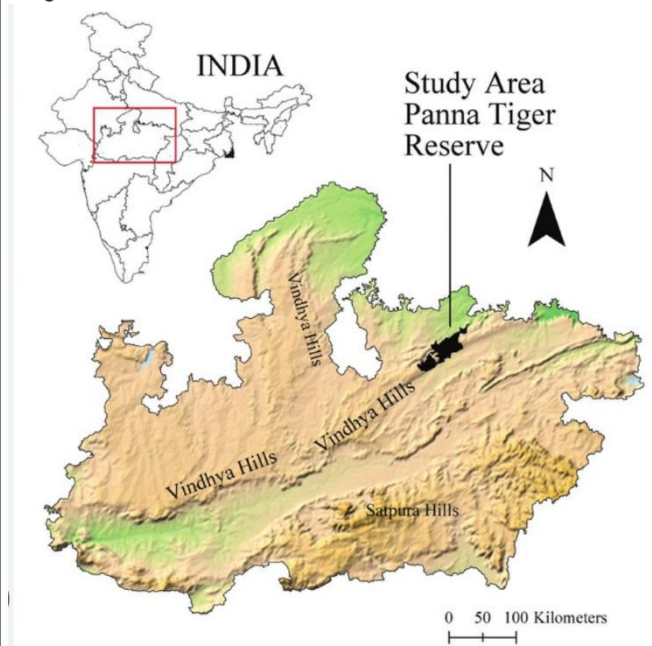 INDIA
Study Area
Panna Tiger
Reserve
N
Vindhya Hills
Vindhya Hills
Vindhya Hills
Satpura Hills
0 50 100 Kilometers